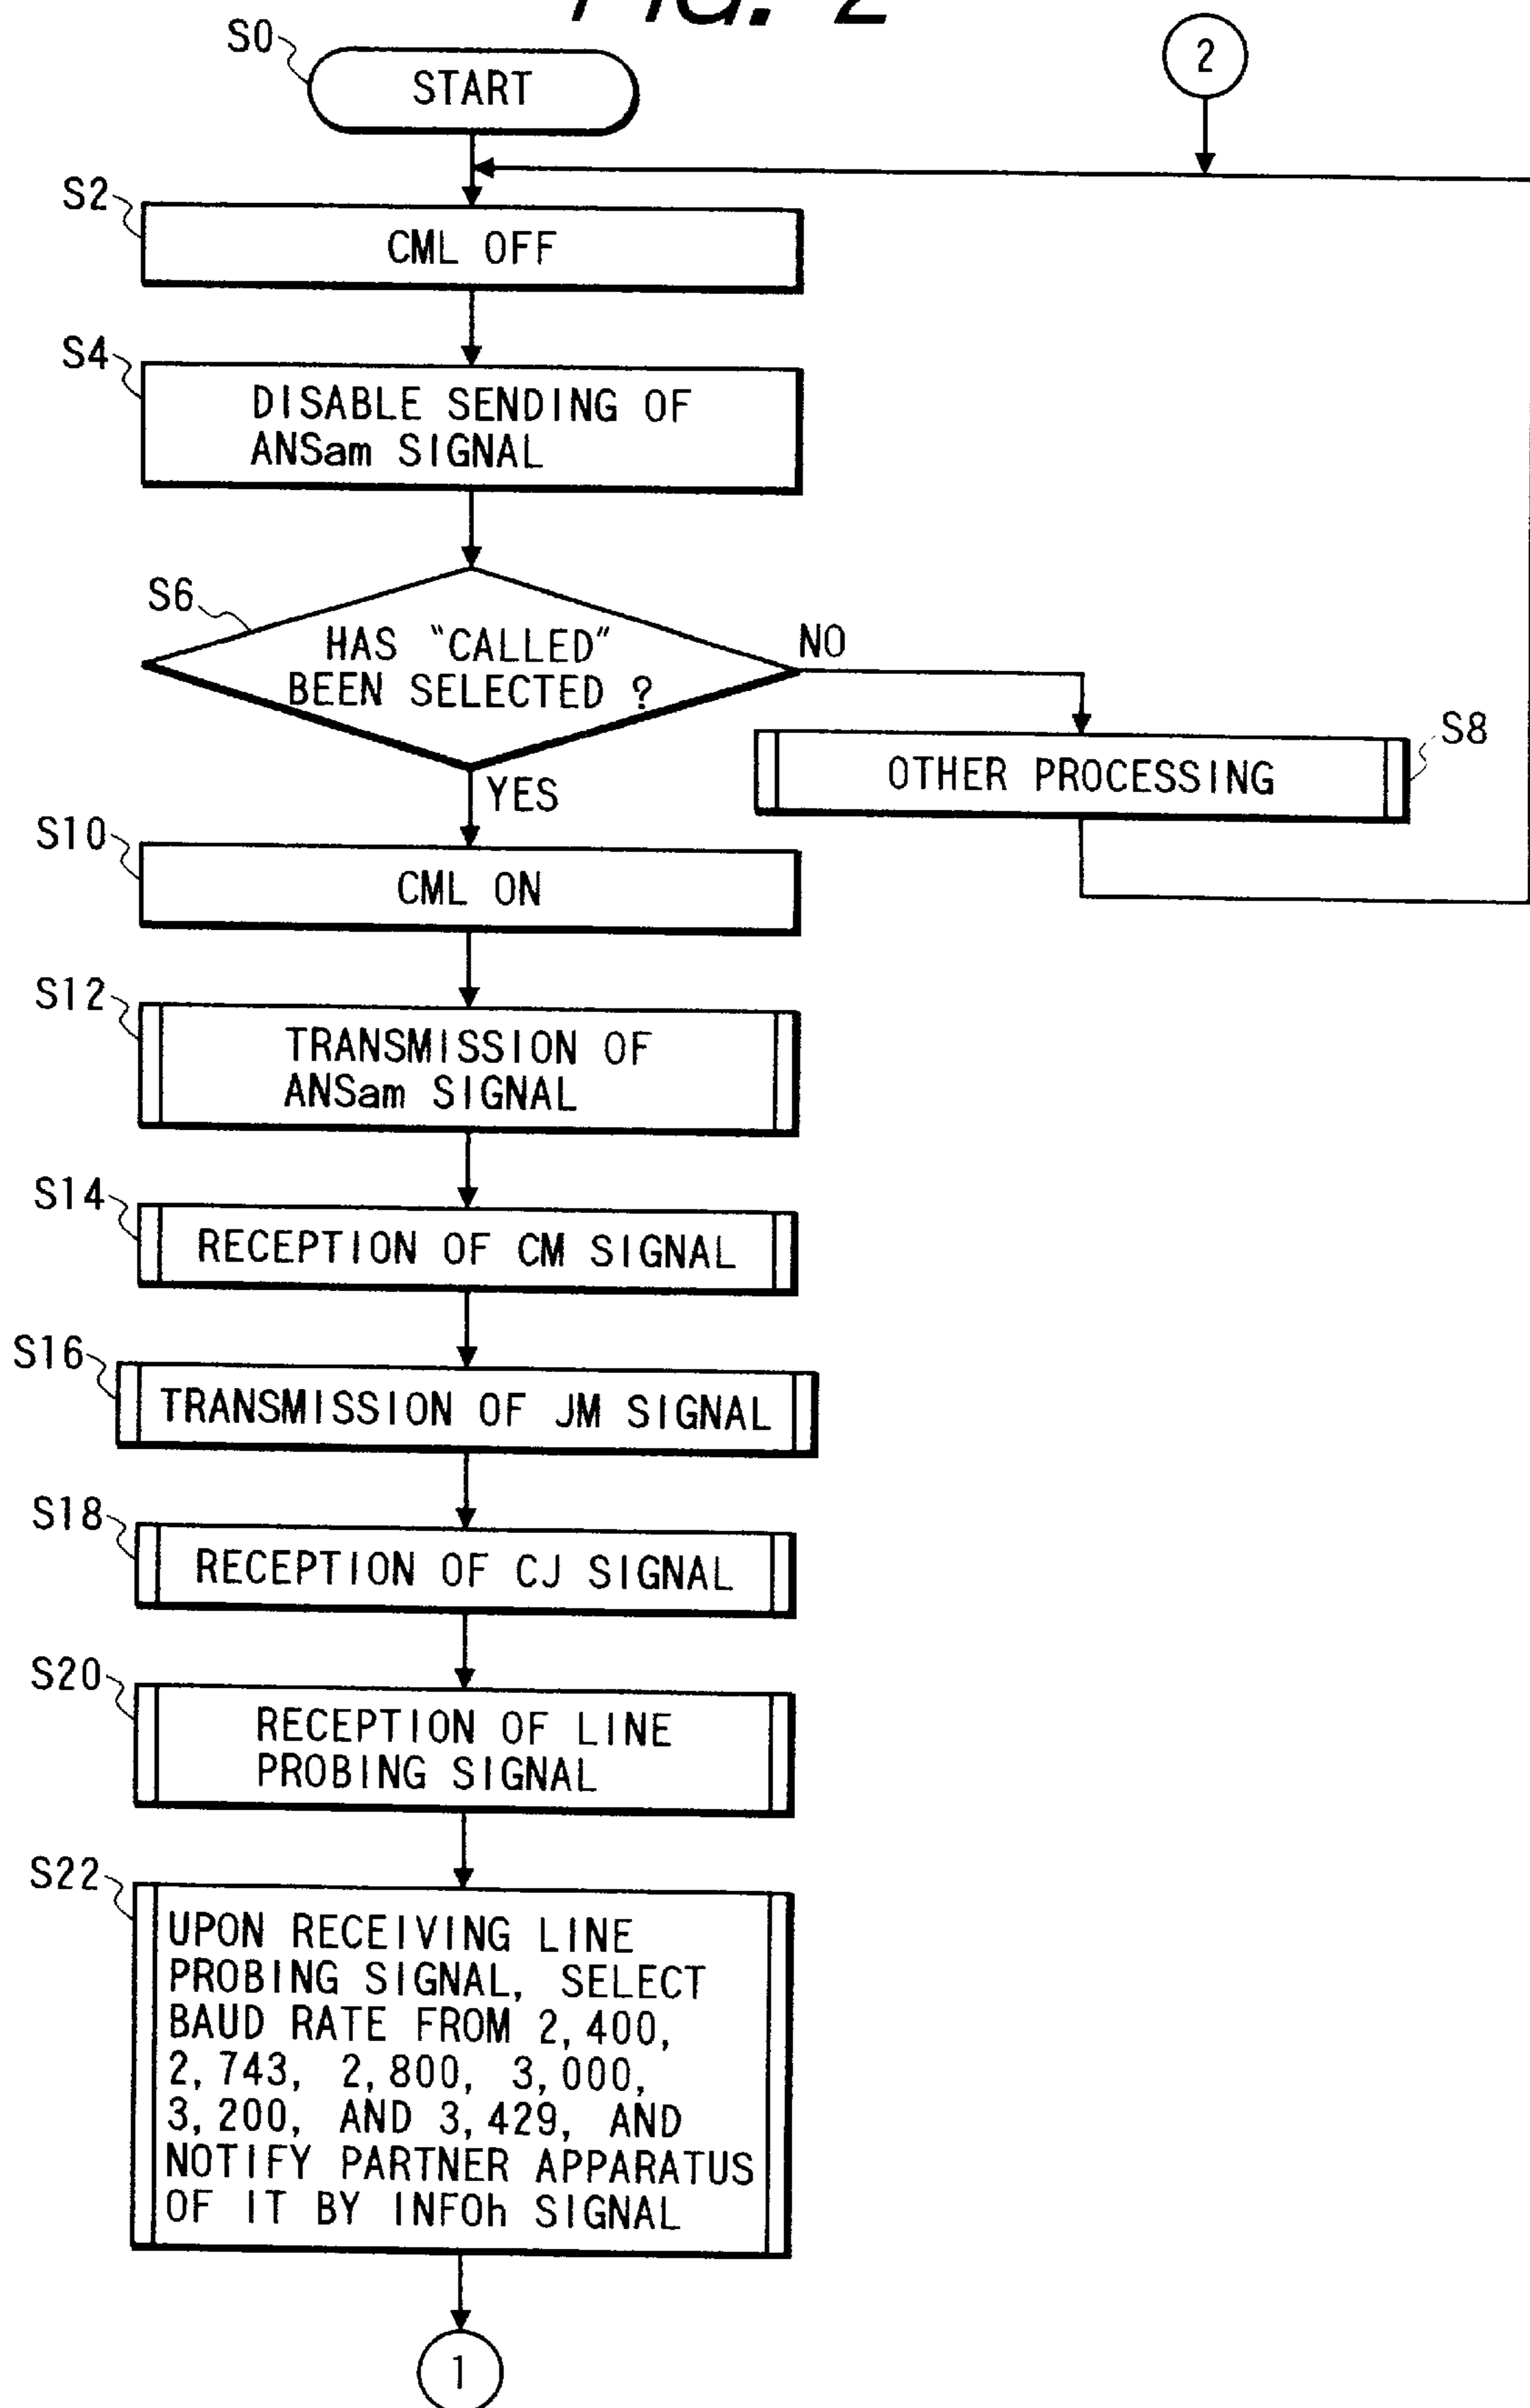 FIG. 2
S0
START
2
S2
CML OFF
S4
DISABLE SENDING OF
ANSam SIGNAL
S6
HAS "CALLED"
BEEN SELECTED ?
NO
YES
S8
OTHER PROCESSING
S10
CML ON
S12
TRANSMISSION OF
ANSam SIGNAL
S14
RECEPTION OF CM SIGNAL
S16
TRANSMISSION OF JM SIGNAL
S18
RECEPTION OF CJ SIGNAL
S20
RECEPTION OF LINE
PROBING SIGNAL
S22
UPON RECEIVING LINE
PROBING SIGNAL, SELECT
BAUD RATE FROM 2,400,
2,743, 2,800, 3,000,
3,200, AND 3,429, AND
NOTIFY PARTNER APPARATUS
OF IT BY INFOh SIGNAL
1